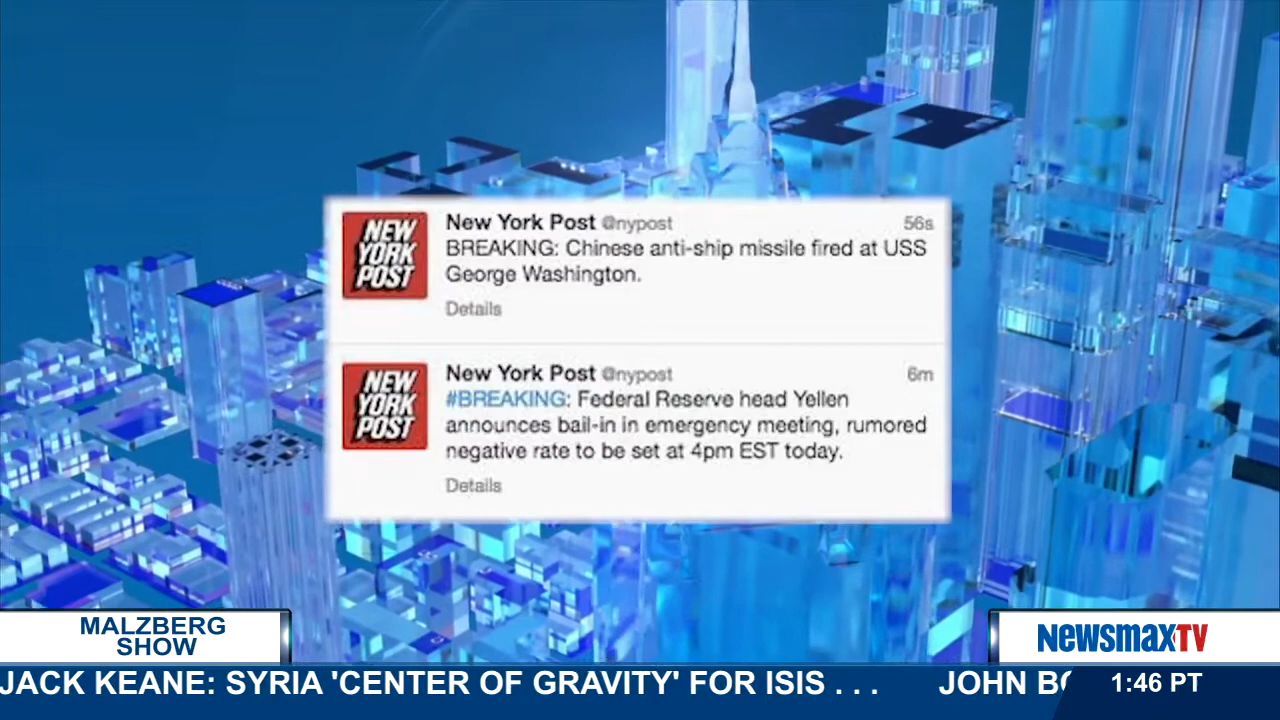 NEW YORK POST
New York Post @nypost 56s
BREAKING: Chinese anti-ship missile fired at USS
George Washington.
Details
NEW YORK POST
New York Post @nypost 6m
#BREAKING: Federal Reserve head Yellen
announces bail-in in emergency meeting, rumored
negative rate to be set at 4pm EST today.
Details
MALZBERG
SHOW
NEWSMAXTV
JACK KEANE: SYRIA 'CENTER OF GRAVITY' FOR ISIS . . . JOHN
1:46 PT